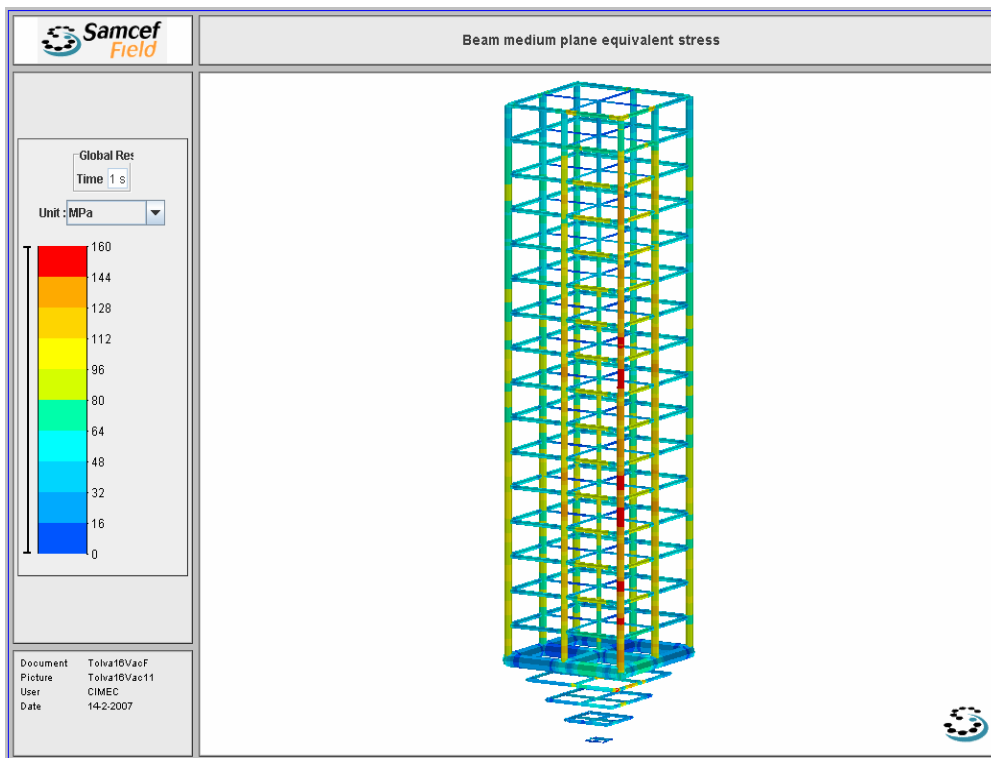 Samcef
Field
Beam medium plane equivalent stress
Global Res
Time 1 s
Unit : MPa
160
144
128
112
96
80
64
48
32
16
0
Document Tolva16VacF
Picture Tolva16Vac11
User CIMEC
Date 14-2-2007